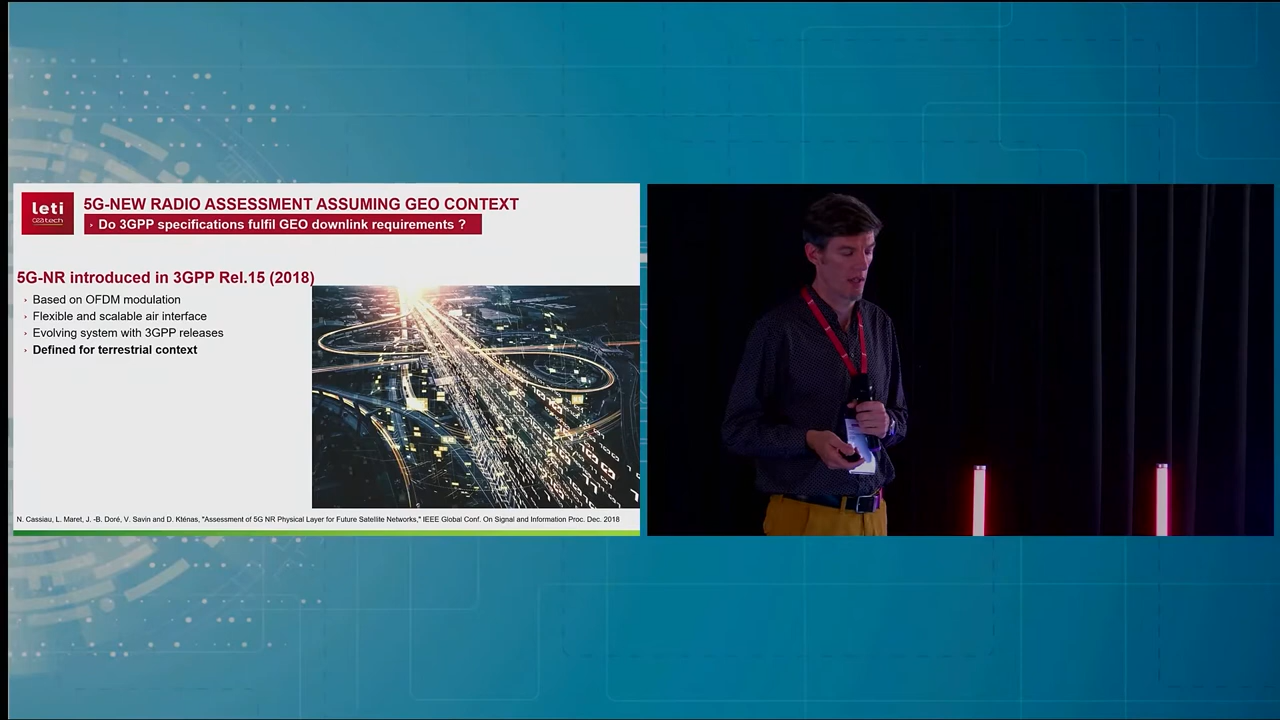 leti
ceatech
5G-NEW RADIO ASSESSMENT ASSUMING GEO CONTEXT
› Do 3GPP specifications fulfil GEO downlink requirements ?
5G-NR introduced in 3GPP Rel.15 (2018)
› Based on OFDM modulation
› Flexible and scalable air interface
› Evolving system with 3GPP releases
› Defined for terrestrial context
N. Cassiau, L. Maret, J. -B. Doré, V. Savin and D. Kténas, "Assessment of 5G NR Physical Layer for Future Satellite Networks," IEEE Global Conf. On Signal and Information Proc. Dec. 2018